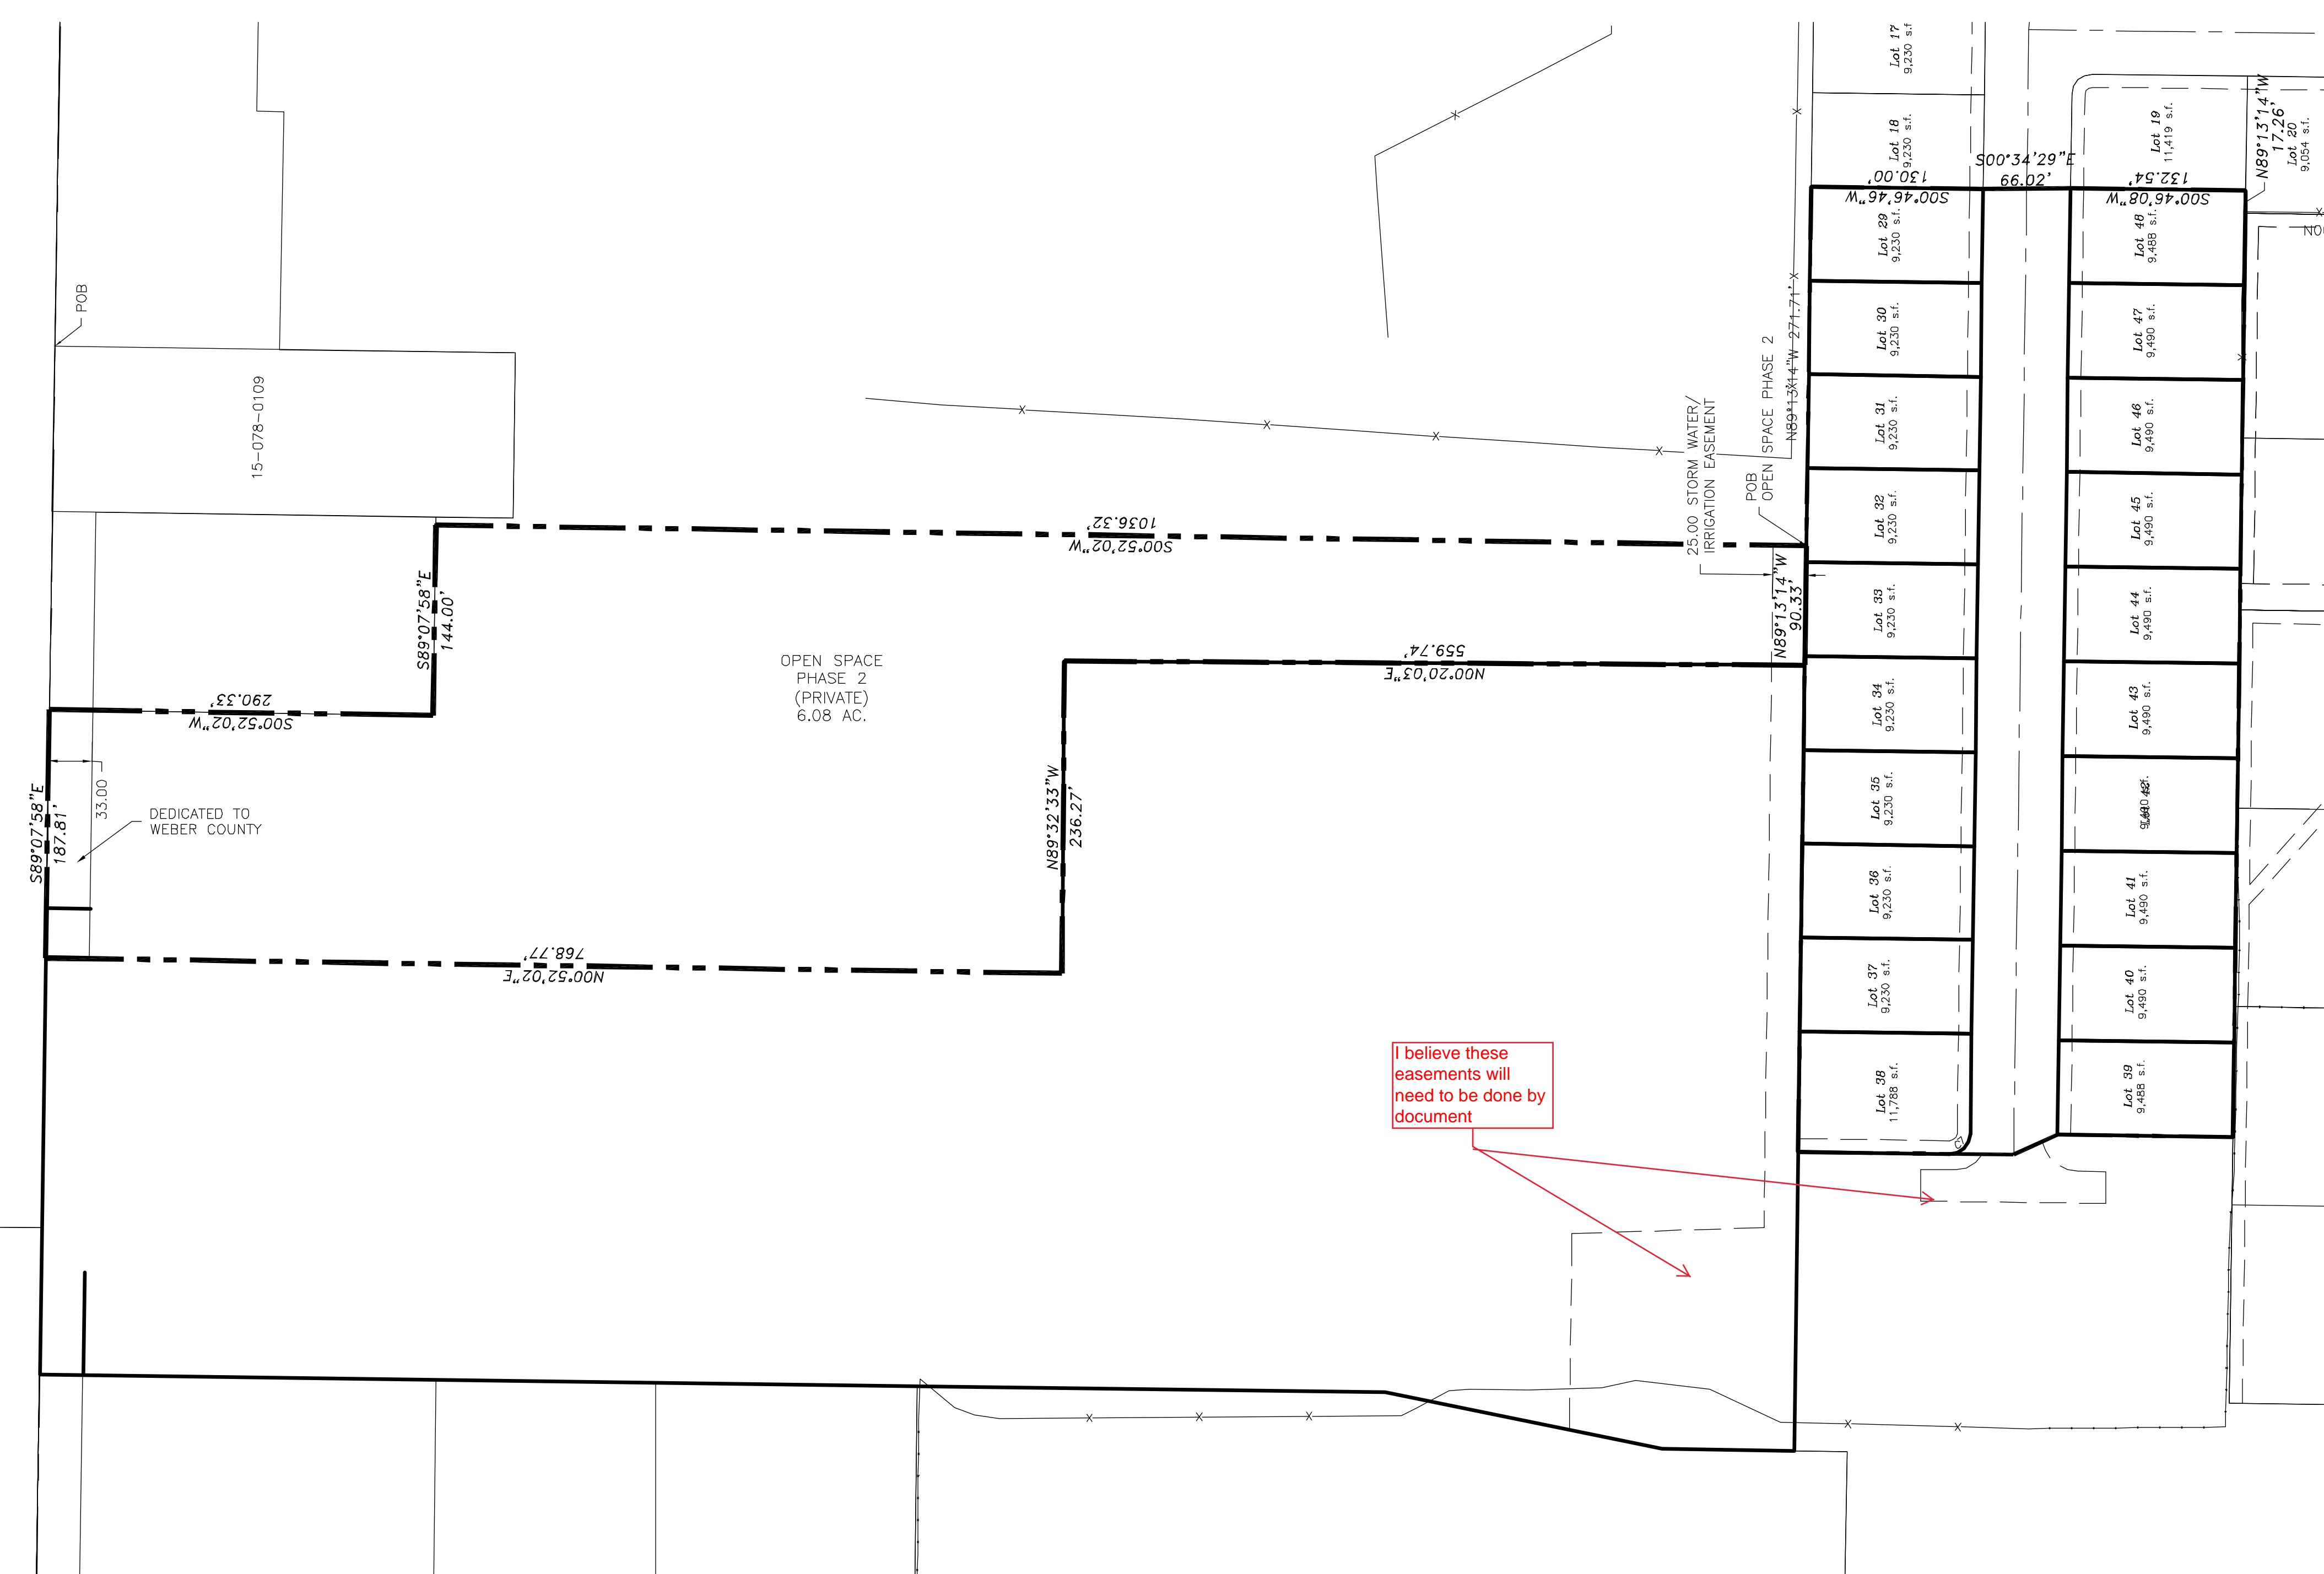 Lot 17
9,230 s.f
Lot 18
9,230 s.f.
Lot 19
11,419 s.f.
N89°13'14"W
17.26'
Lot 20
9,054 s.f.
S00°34'29"E
66.02'
130.00'
S00°46'46"W
132.54'
S00°46'08"W
Lot 29
9,230 s.f.
Lot 48
9,488 s.f.
Lot 30
9,230 s.f.
Lot 47
9,490 s.f.
Lot 31
9,230 s.f.
Lot 46
9,490 s.f.
Lot 32
9,230 s.f.
Lot 45
9,490 s.f.
Lot 33
9,230 s.f.
Lot 44
9,490 s.f.
Lot 34
9,230 s.f.
Lot 43
9,490 s.f.
Lot 35
9,230 s.f.
Lot 36
9,230 s.f.
Lot 41
9,490 s.f.
Lot 37
9,230 s.f.
Lot 40
9,490 s.f.
Lot 38
11,788 s.f.
Lot 39
9,488 s.f.
C7
POB
15-078-0109
N89°13'14"W 271.71'
POB
OPEN SPACE PHASE 2
25.00 STORM WATER/
IRRIGATION EASEMENT
1036.32'
S00°52'02"W
S89°07'58"E
144.00'
N89°13'14"W
90.33'
OPEN SPACE
PHASE 2
(PRIVATE)
6.08 AC.
559.74'
N00°20'03"E
290.33'
S00°52'02"W
S89°07'58"E
187.81'
33.00
DEDICATED TO
WEBER COUNTY
N89°32'33"W
236.27'
768.77'
N00°52'02"E
I believe these
easements will
need to be done by
document